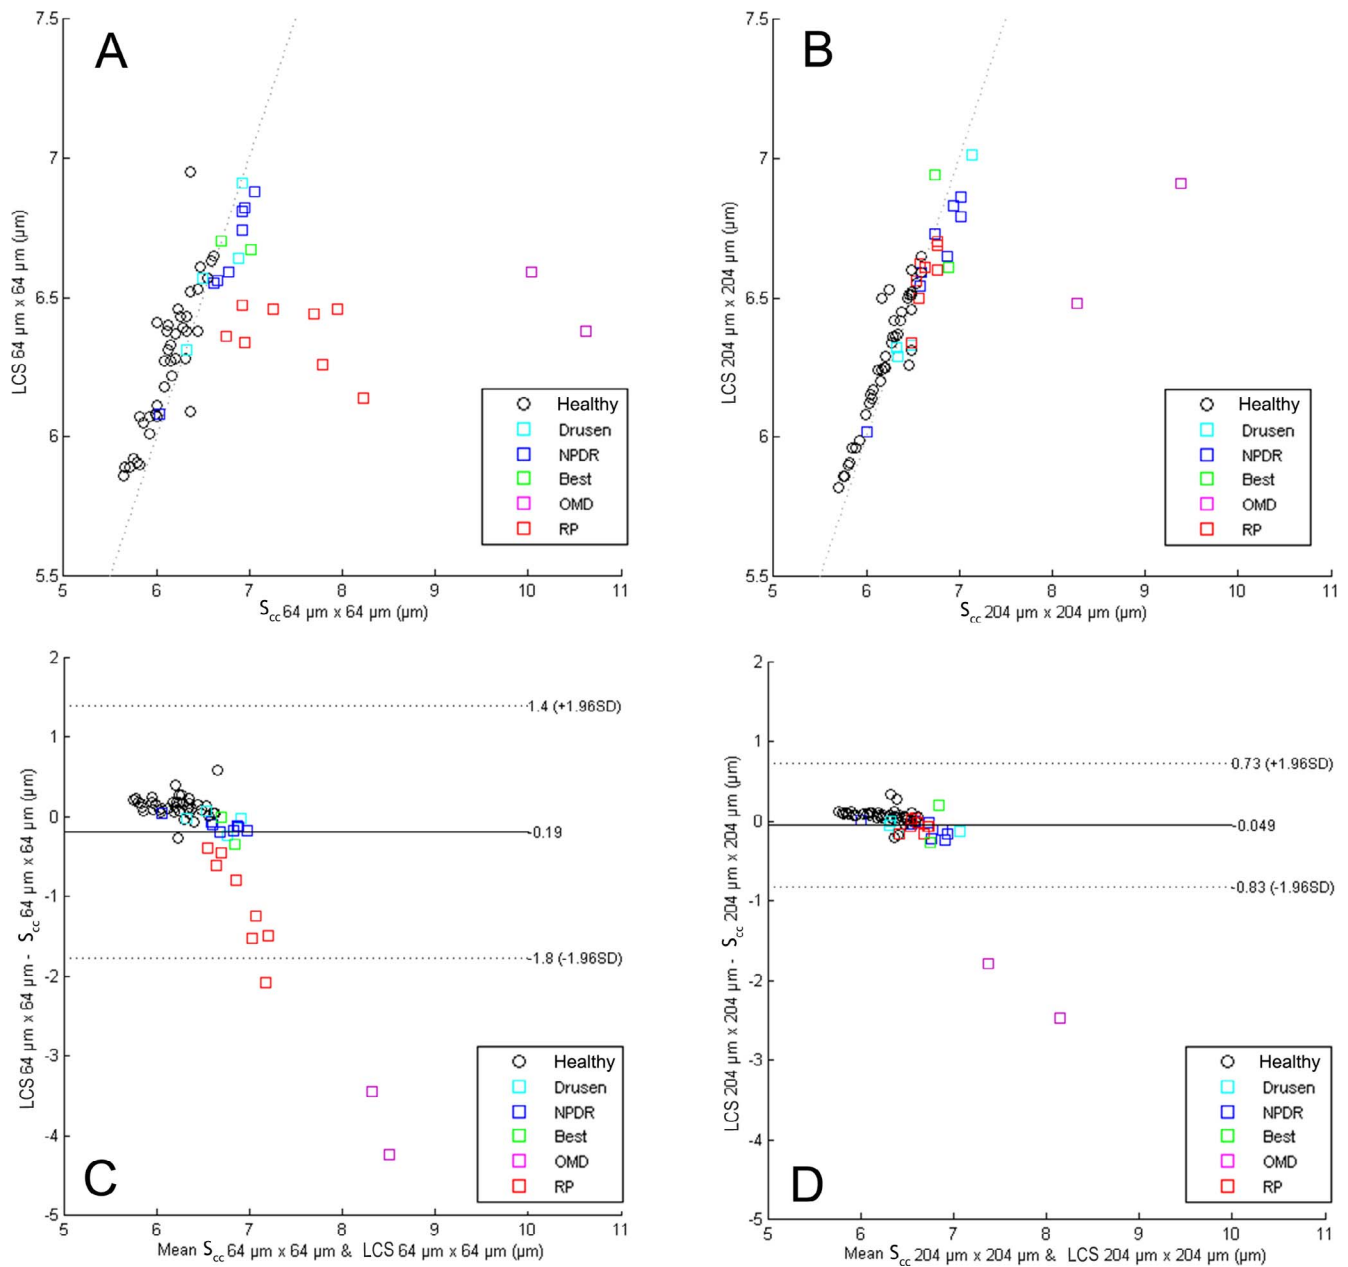 A
7.5
7
6.5
6
5.5
5 6 7 8 9 10 11
LCS 64 µm x 64 µm (µm)
Scc 64 µm x 64 µm (µm)
Healthy
Drusen
NPDR
Best
OMD
RP
B
7.5
7
6.5
6
5.5
5 6 7 8 9 10 11
LCS 204 µm x 204 µm (µm)
Scc 204 µm x 204 µm (µm)
Healthy
Drusen
NPDR
Best
OMD
RP
C
2
1
0
-1
-2
-3
-4
-5
5 6 7 8 9 10 11
1.4 (+1.96SD)
-0.19
-1.8 (-1.96SD)
LCS 64 µm x 64 µm - Scc 64 µm x 64 µm (µm)
Mean Scc 64 µm x 64 µm & LCS 64 µm x 64 µm (µm)
Healthy
Drusen
NPDR
Best
OMD
RP
D
2
1
0
-1
-2
-3
-4
-5
5 6 7 8 9 10 11
0.73 (+1.96SD)
-0.049
-0.83 (-1.96SD)
LCS 204 µm x 204 µm - Scc 204 µm x 204 µm (µm)
Mean Scc 204 µm x 204 µm & LCS 204 µm x 204 µm (µm)
Healthy
Drusen
NPDR
Best
OMD
RP